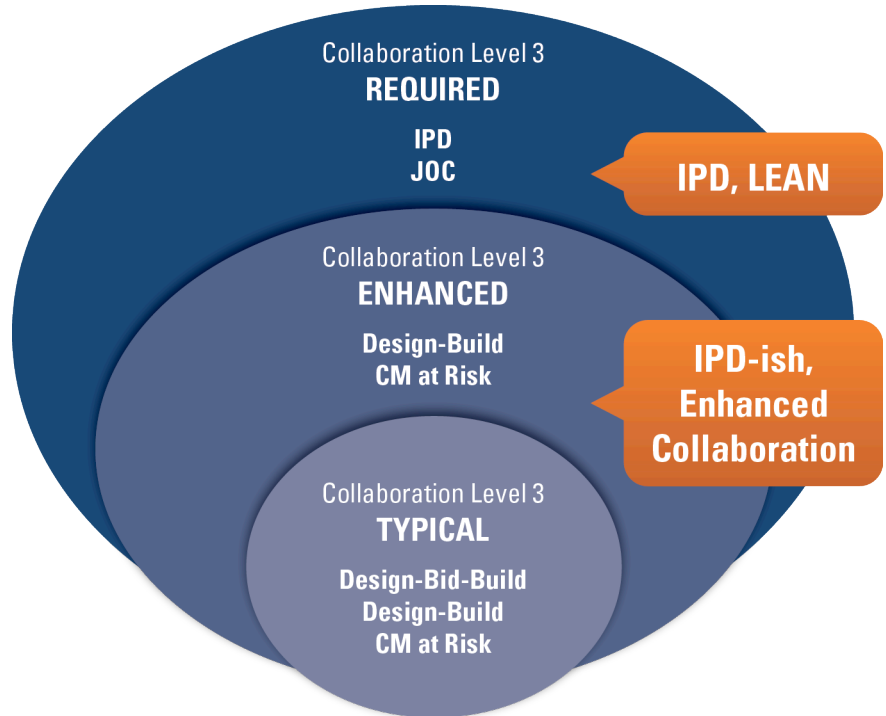 Collaboration Level 3
REQUIRED
IPD
JOC
IPD, LEAN
Collaboration Level 3
ENHANCED
Design-Build
CM at Risk
IPD-ish,
Enhanced
Collaboration
Collaboration Level 3
TYPICAL
Design-Bid-Build
Design-Build
CM at Risk